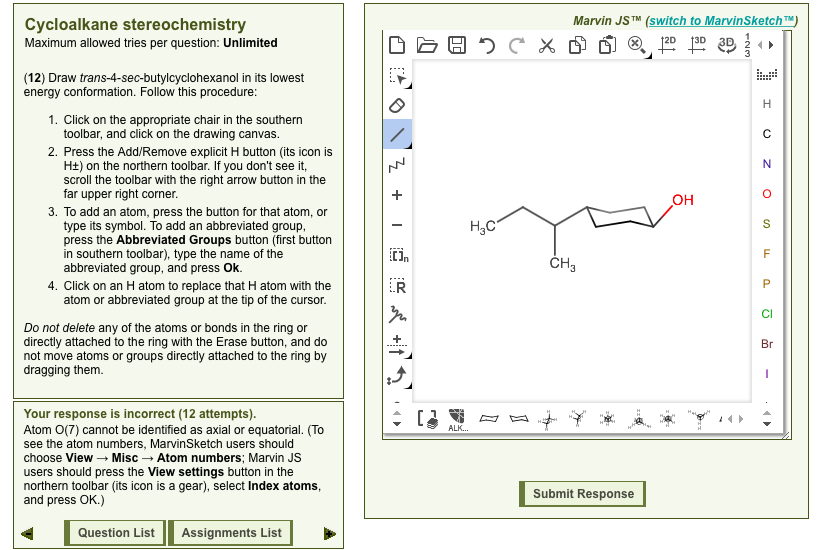 Cycloalkane stereochemistry
Maximum allowed tries per question: Unlimited
(12) Draw trans-4-sec-butylcyclohexanol in its lowest
energy conformation. Follow this procedure:
1. Click on the appropriate chair in the southern
toolbar, and click on the drawing canvas.
2. Press the Add/Remove explicit H button (its icon is
H±) on the northern toolbar. If you don't see it,
scroll the toolbar with the right arrow button in the
far upper right corner.
3. To add an atom, press the button for that atom, or
type its symbol. To add an abbreviated group,
press the Abbreviated Groups button (first button
in southern toolbar), type the name of the
abbreviated group, and press Ok.
4. Click on an H atom to replace that H atom with the
atom or abbreviated group at the tip of the cursor.
Do not delete any of the atoms or bonds in the ring or
directly attached to the ring with the Erase button, and do
not move atoms or groups directly attached to the ring by
dragging them.
Your response is incorrect (12 attempts).
Atom O(7) cannot be identified as axial or equatorial. (To
see the atom numbers, MarvinSketch users should
choose View → Misc → Atom numbers; Marvin JS
users should press the View settings button in the
northern toolbar (its icon is a gear), select Index atoms,
and press OK.)
Question List
Assignments List
Marvin JS™ (switch to MarvinSketch™)
2D
3D
3D
1
2
3
H
C
N
O
S
F
P
Cl
Br
I
n
R
OH
H3C
CH3
ALK...
Submit Response